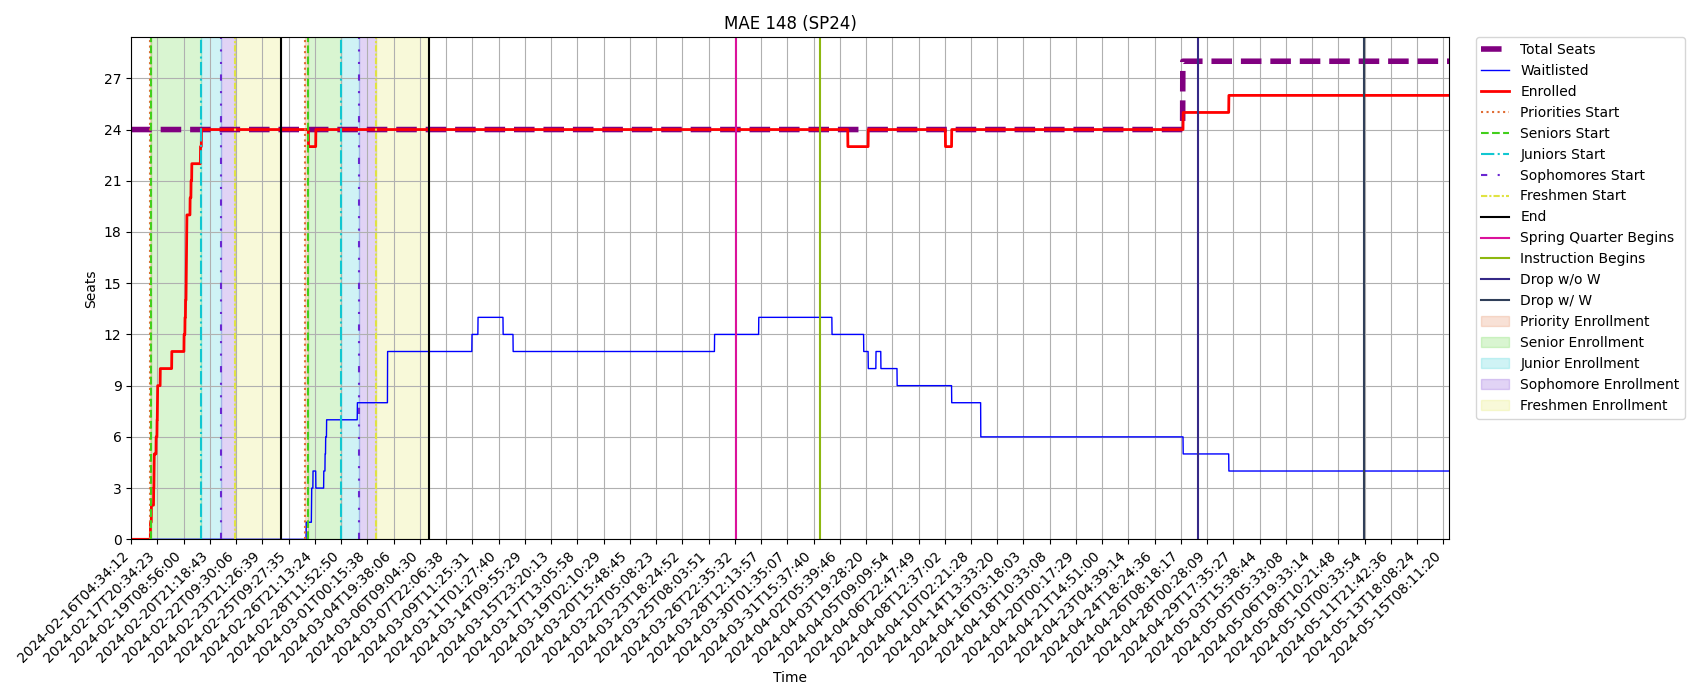 MAE 148 (SP24)
Seats
27
24
21
18
15
12
9
6
3
0
2024-02-16T04:34:12
2024-02-17T20:34:23
2024-02-19T08:56:00
2024-02-20T21:18:43
2024-02-22T09:30:06
2024-02-23T21:26:39
2024-02-25T09:27:35
2024-02-26T21:13:24
2024-02-28T11:52:50
2024-03-01T00:15:38
2024-03-04T19:38:06
2024-03-06T09:04:30
2024-03-07T22:06:38
2024-03-09T11:25:31
2024-03-11T01:27:40
2024-03-14T09:55:29
2024-03-15T23:20:13
2024-03-17T13:05:58
2024-03-19T02:10:29
2024-03-20T15:48:45
2024-03-22T05:08:23
2024-03-23T18:24:52
2024-03-25T08:03:51
2024-03-26T22:35:32
2024-03-28T12:13:57
2024-03-30T01:35:07
2024-03-31T15:37:40
2024-04-02T05:39:46
2024-04-03T19:28:20
2024-04-05T09:09:54
2024-04-06T22:47:49
2024-04-08T12:37:02
2024-04-10T02:21:28
2024-04-14T13:33:20
2024-04-16T03:18:03
2024-04-18T10:33:08
2024-04-20T00:17:29
2024-04-21T14:51:00
2024-04-23T04:39:14
2024-04-24T18:24:36
2024-04-26T08:18:17
2024-04-28T00:28:09
2024-04-29T17:35:27
2024-05-03T15:38:44
2024-05-05T05:33:08
2024-05-06T19:33:14
2024-05-08T10:21:48
2024-05-10T00:33:54
2024-05-11T21:42:36
2024-05-13T18:08:24
2024-05-15T08:11:20
Time
Total Seats
Waitlisted
Enrolled
Priorities Start
Seniors Start
Juniors Start
Sophomores Start
Freshmen Start
End
Spring Quarter Begins
Instruction Begins
Drop w/o W
Drop w/ W
Priority Enrollment
Senior Enrollment
Junior Enrollment
Sophomore Enrollment
Freshmen Enrollment